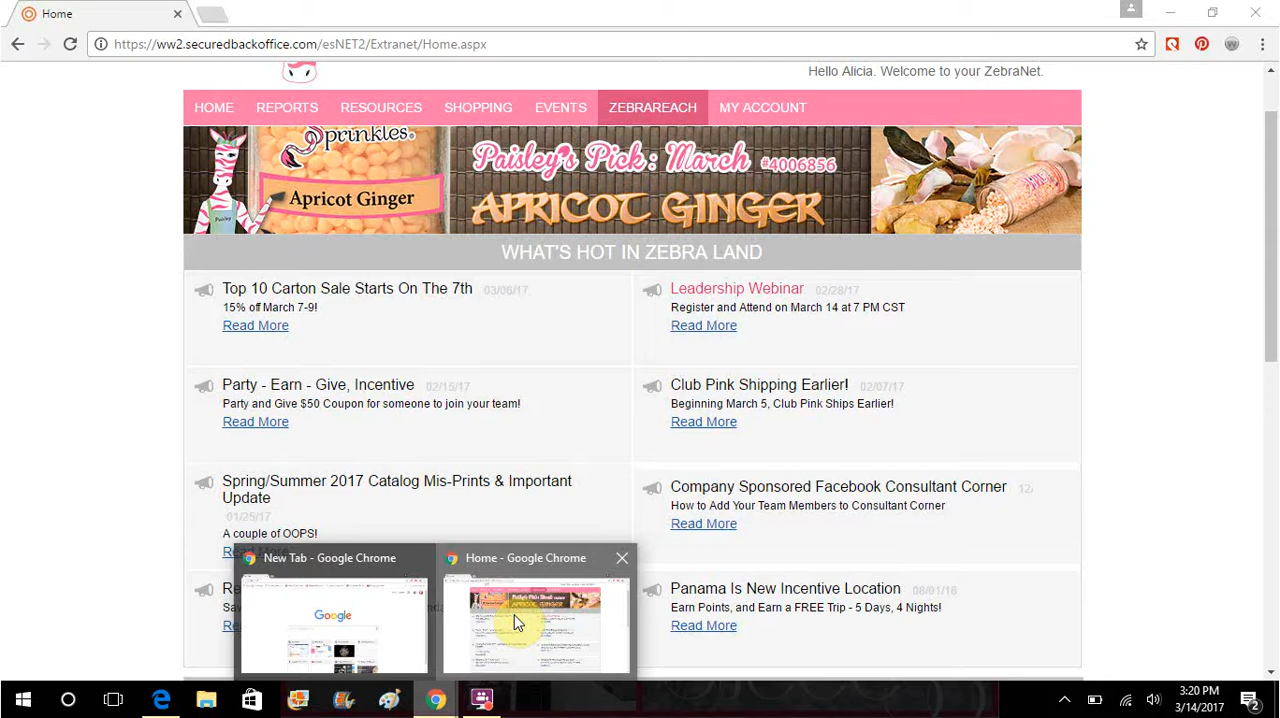 Home
https://ww2.securedbackoffice.com/esNET2/Extranet/Home.aspx
Hello Alicia. Welcome to your ZebraNet.
HOME REPORTS RESOURCES SHOPPING EVENTS ZEBRAREACH MY ACCOUNT
Sprinkles®
Paisley's Pick: March #4006856
Apricot Ginger
APRICOT GINGER
Paisley
WHAT'S HOT IN ZEBRA LAND
Top 10 Carton Sale Starts On The 7th 03/06/17
15% off March 7-9!
Read More
Leadership Webinar 02/28/17
Register and Attend on March 14 at 7 PM CST
Read More
Party - Earn - Give, Incentive 02/15/17
Party and Give $50 Coupon for someone to join your team!
Read More
Club Pink Shipping Earlier! 02/07/17
Beginning March 5, Club Pink Ships Earlier!
Read More
Spring/Summer 2017 Catalog Mis-Prints & Important
Update
01/25/17
A couple of OOPS!
Read More
Company Sponsored Facebook Consultant Corner 12/
How to Add Your Team Members to Consultant Corner
Read More
Panama Is New Incentive Location 08/01/16
Earn Points, and Earn a FREE Trip - 5 Days, 4 Nights!
Read More
New Tab - Google Chrome
Google
Home - Google Chrome
3:20 PM
3/14/2017
2